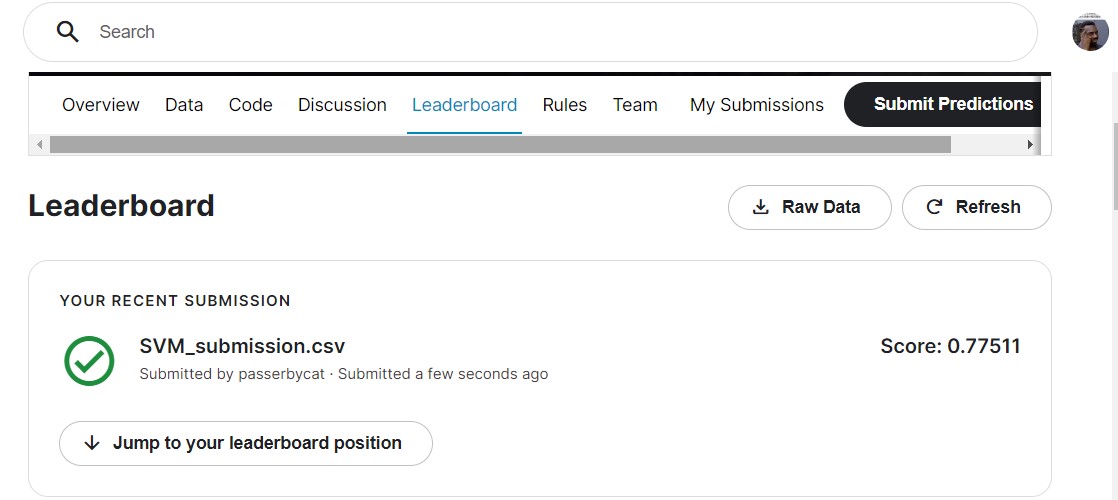 Search
Overview Data Code Discussion Leaderboard Rules Team My Submissions Submit Predictions
Leaderboard Raw Data Refresh
YOUR RECENT SUBMISSION
SVM_submission.csv Score: 0.77511
Submitted by passerbycat · Submitted a few seconds ago
Jump to your leaderboard position